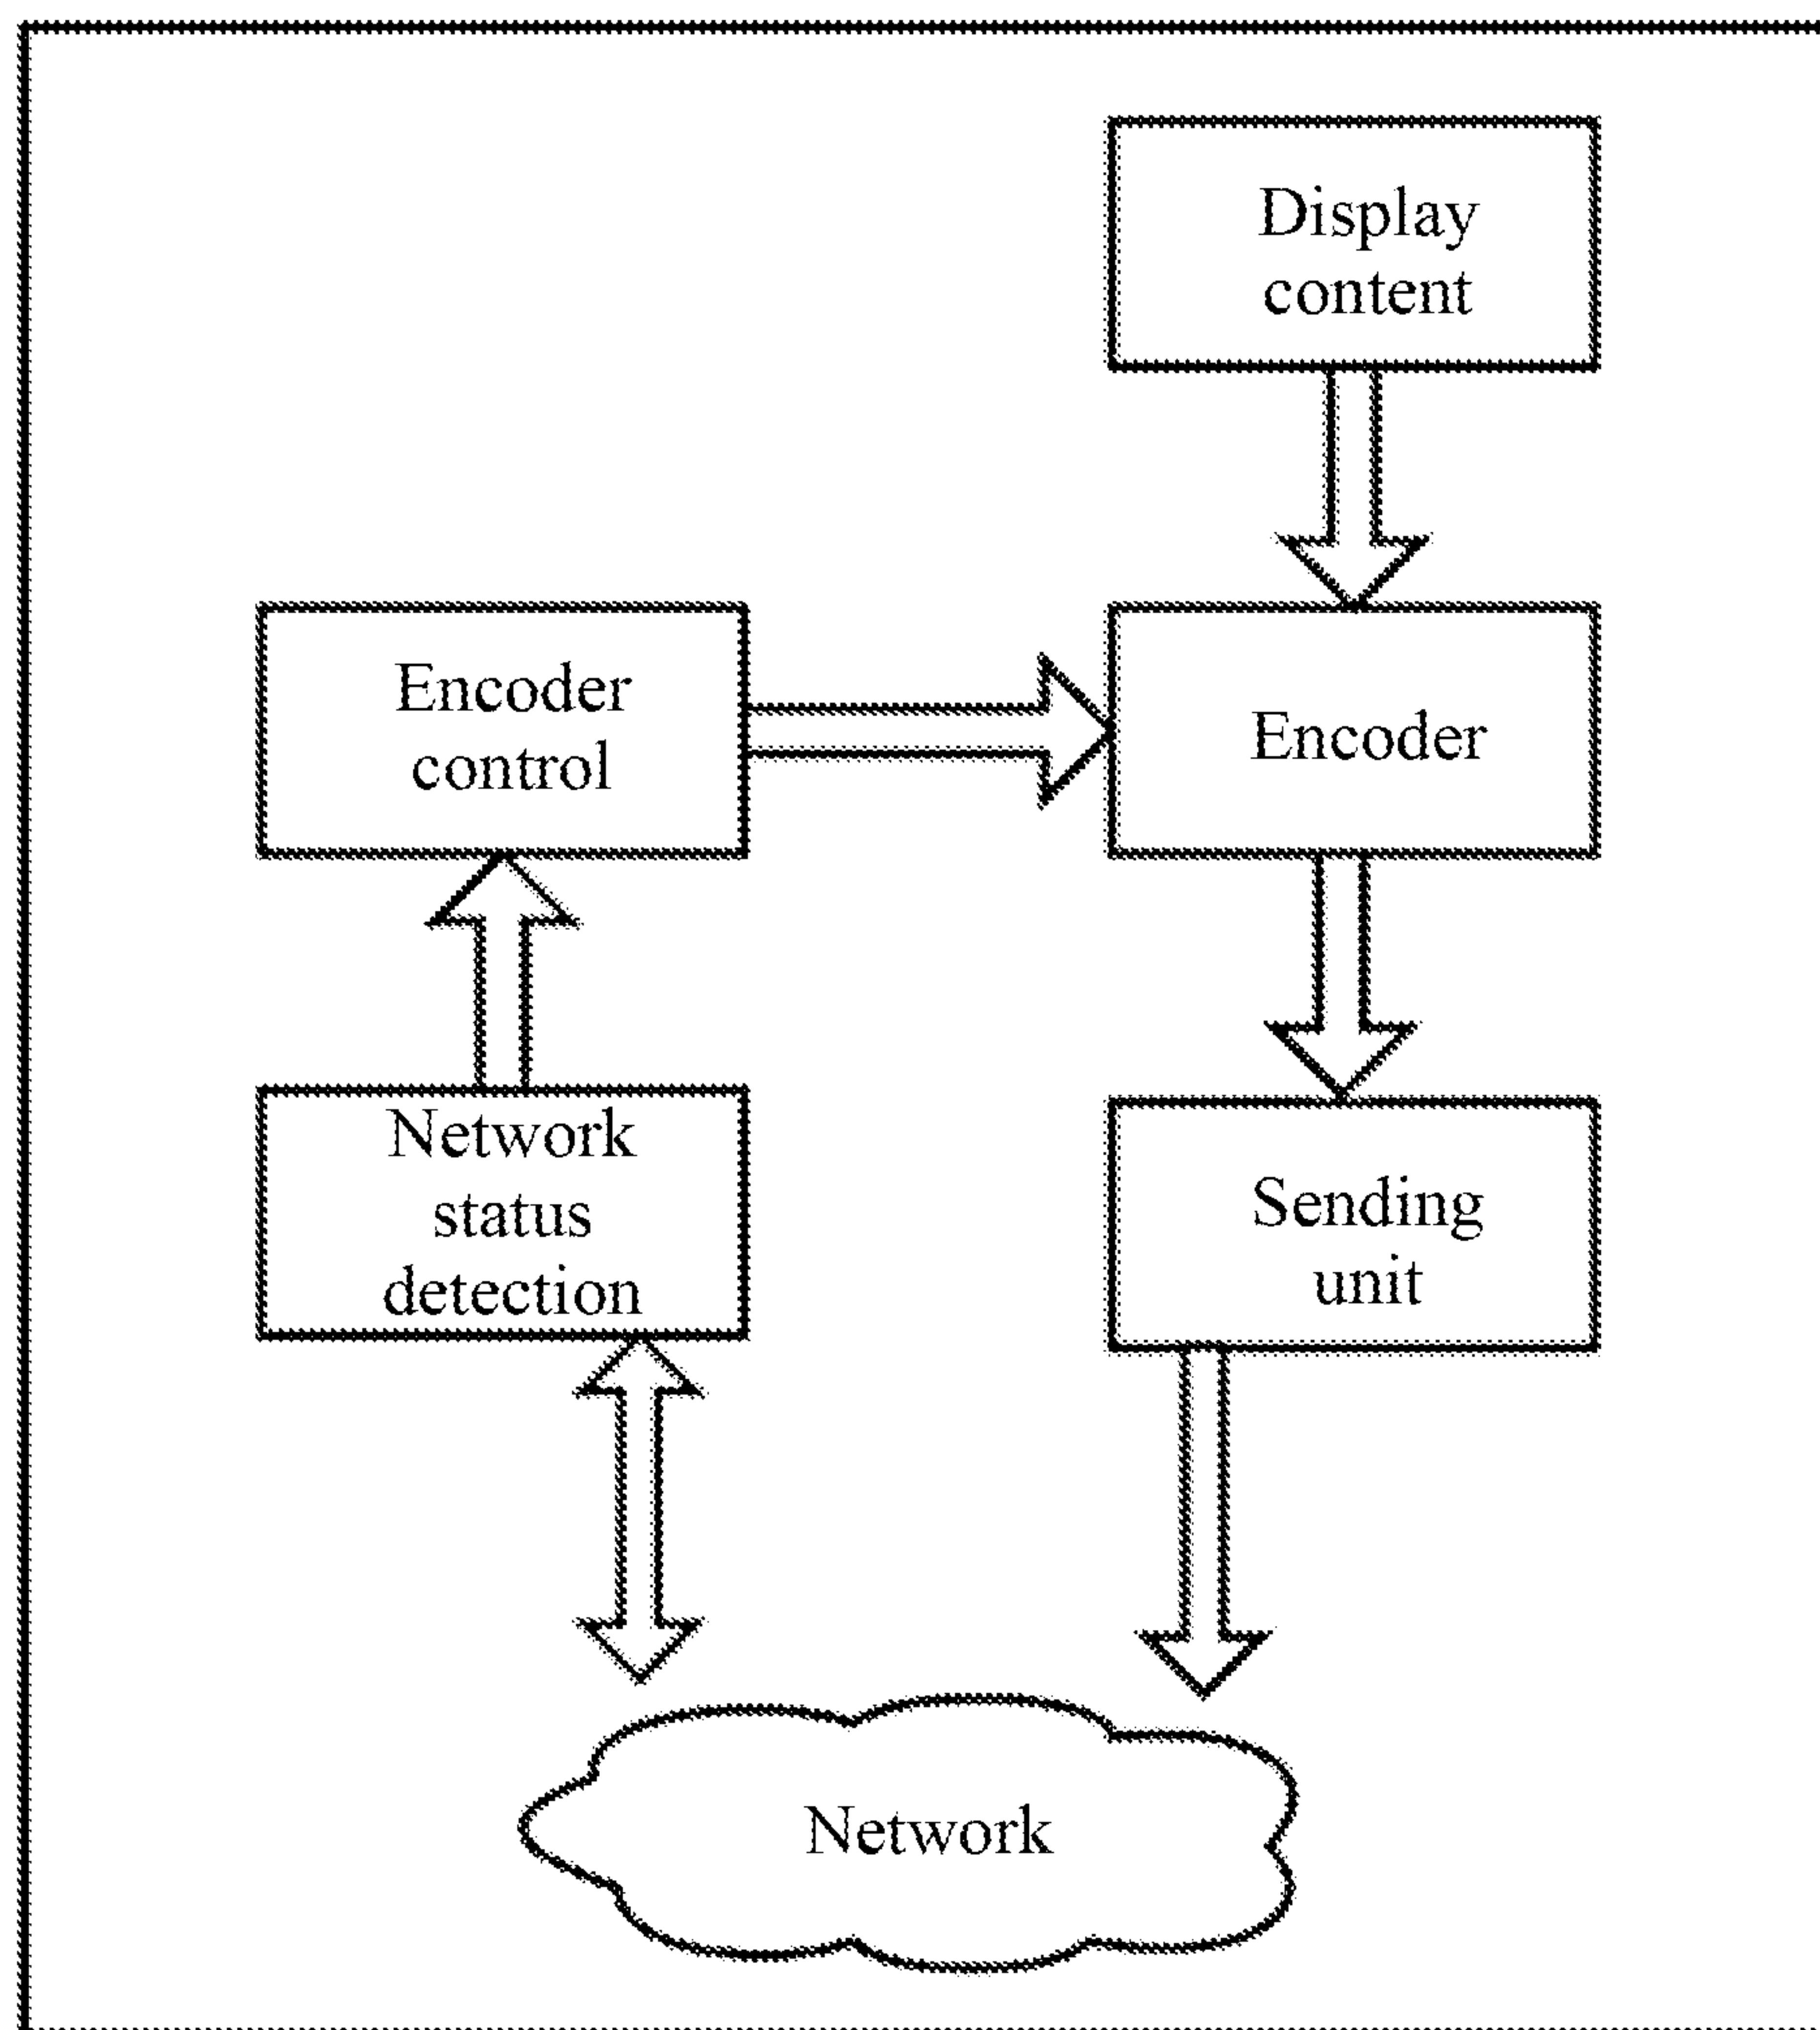 Display
content
Encoder
control
Encoder
Network
status
detection
Sending
unit
Network